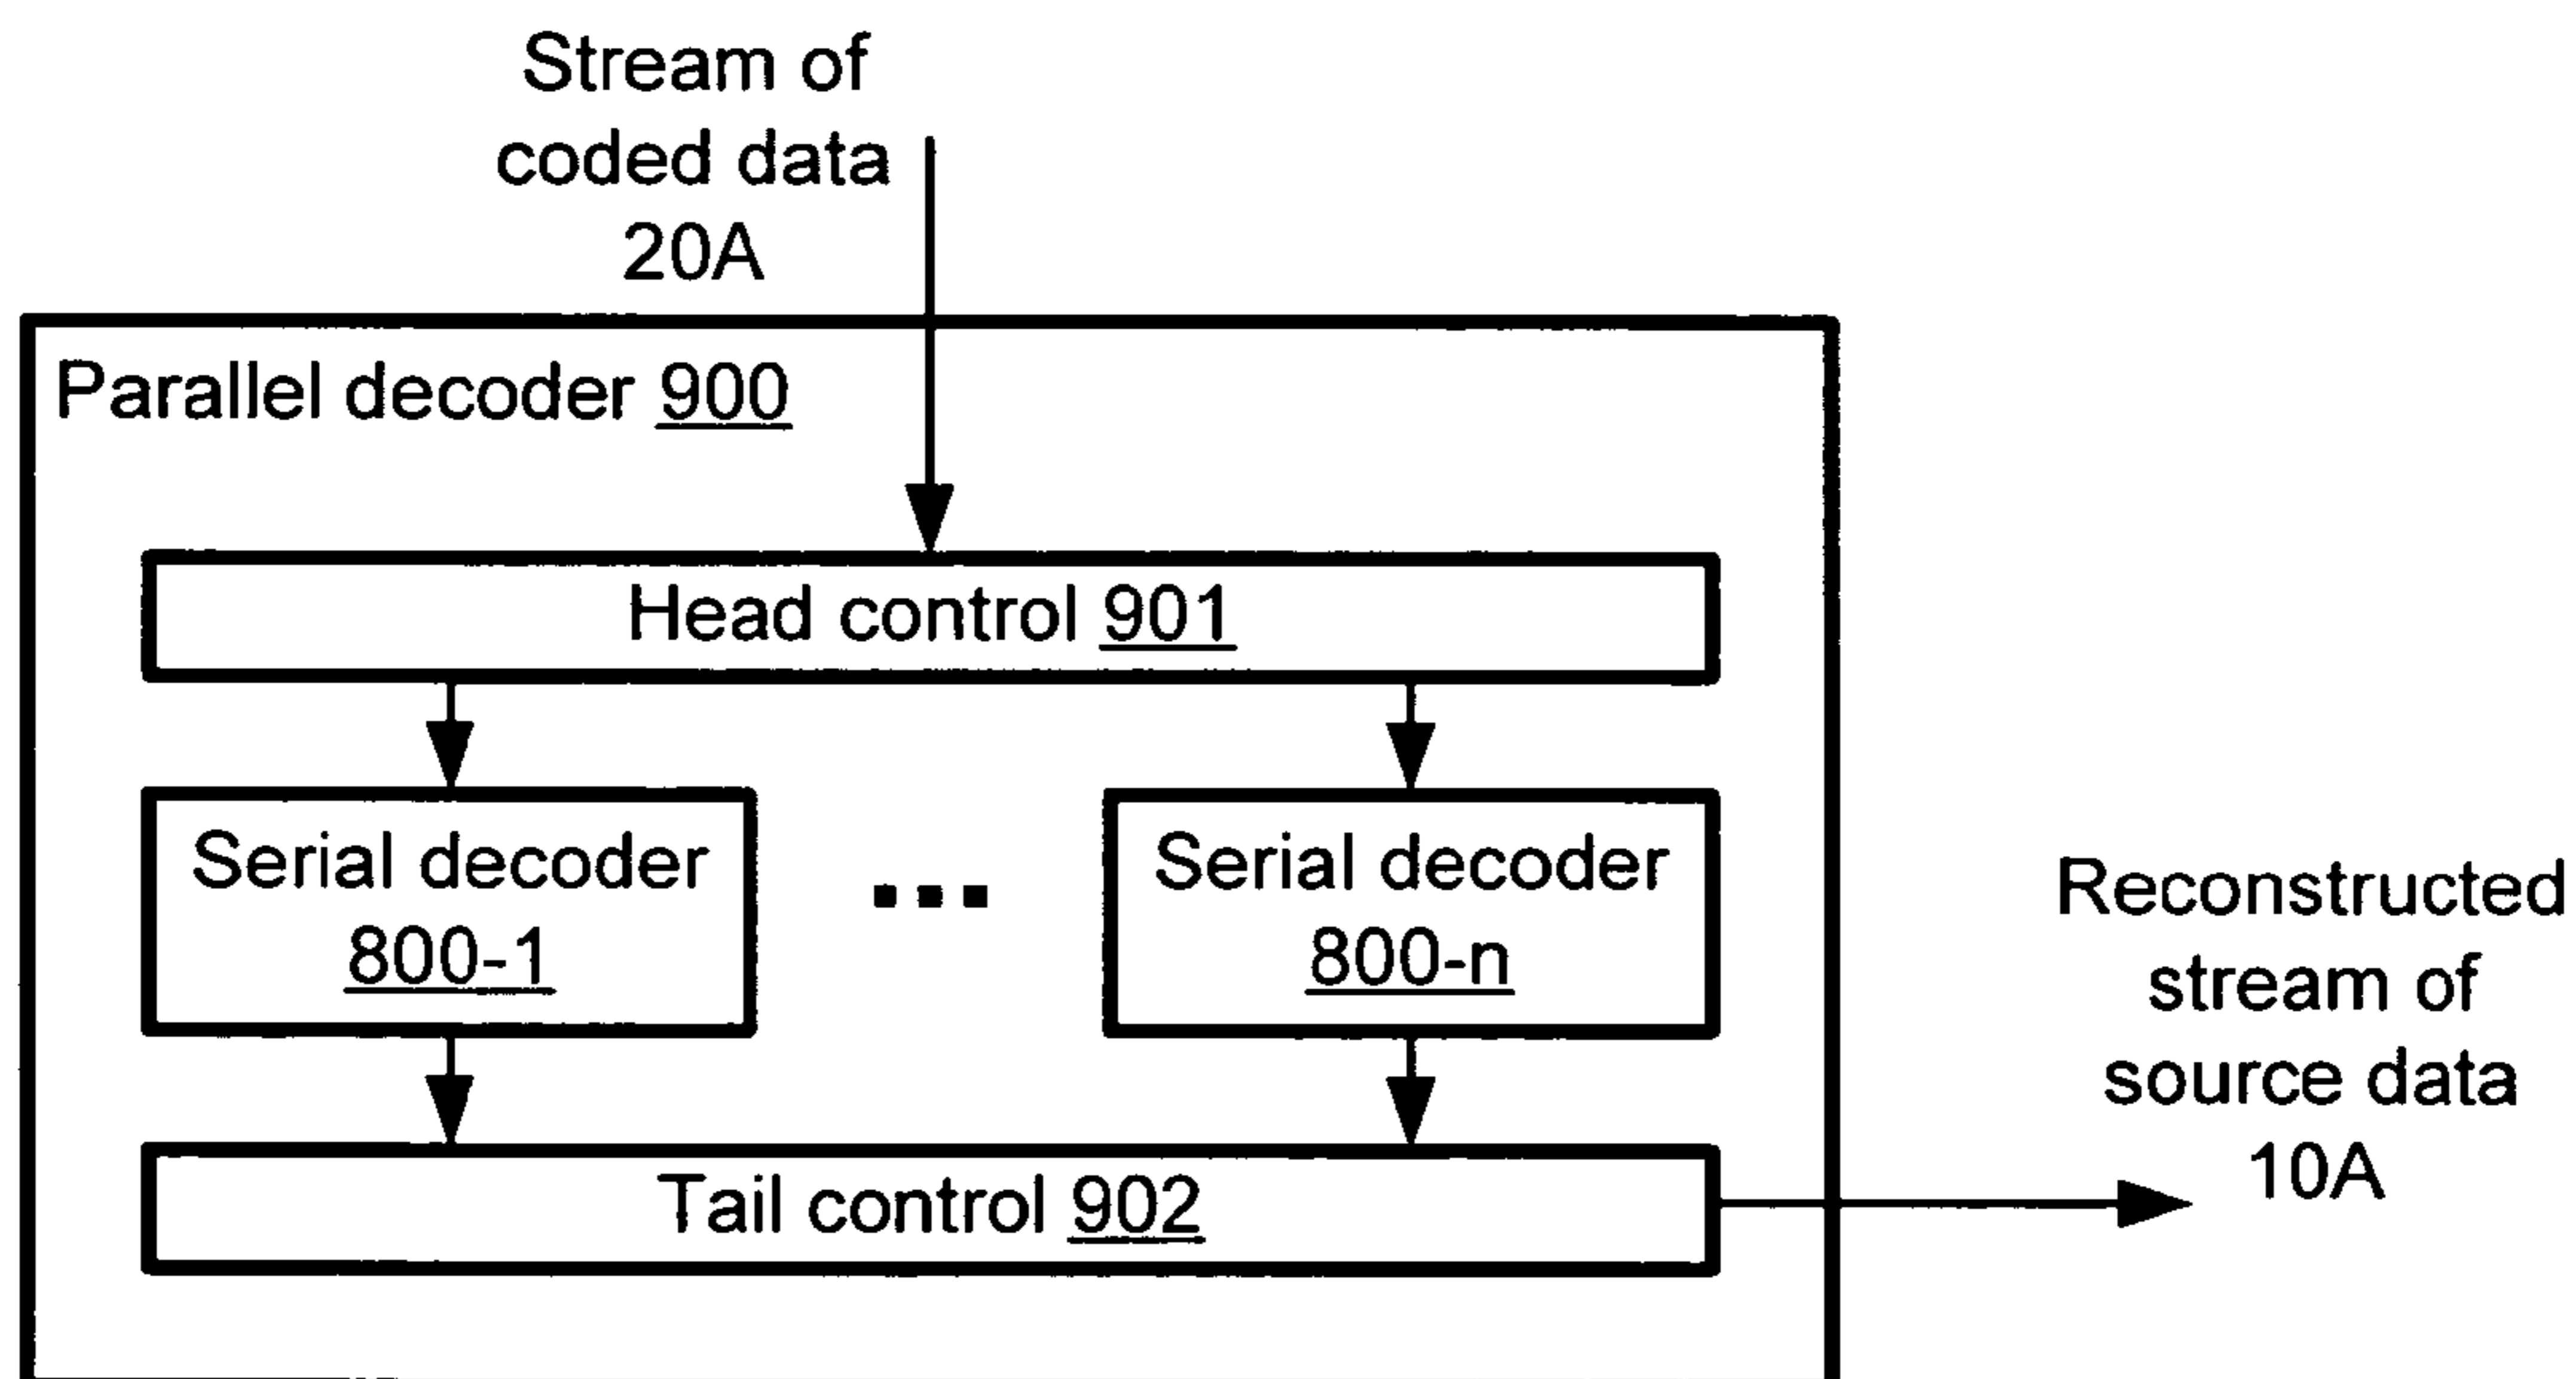 Stream of
coded data
20A
Parallel decoder 900
Head control 901
Serial decoder
800-1
Serial decoder
800-n
Reconstructed
stream of
source data
10A
Tail control 902